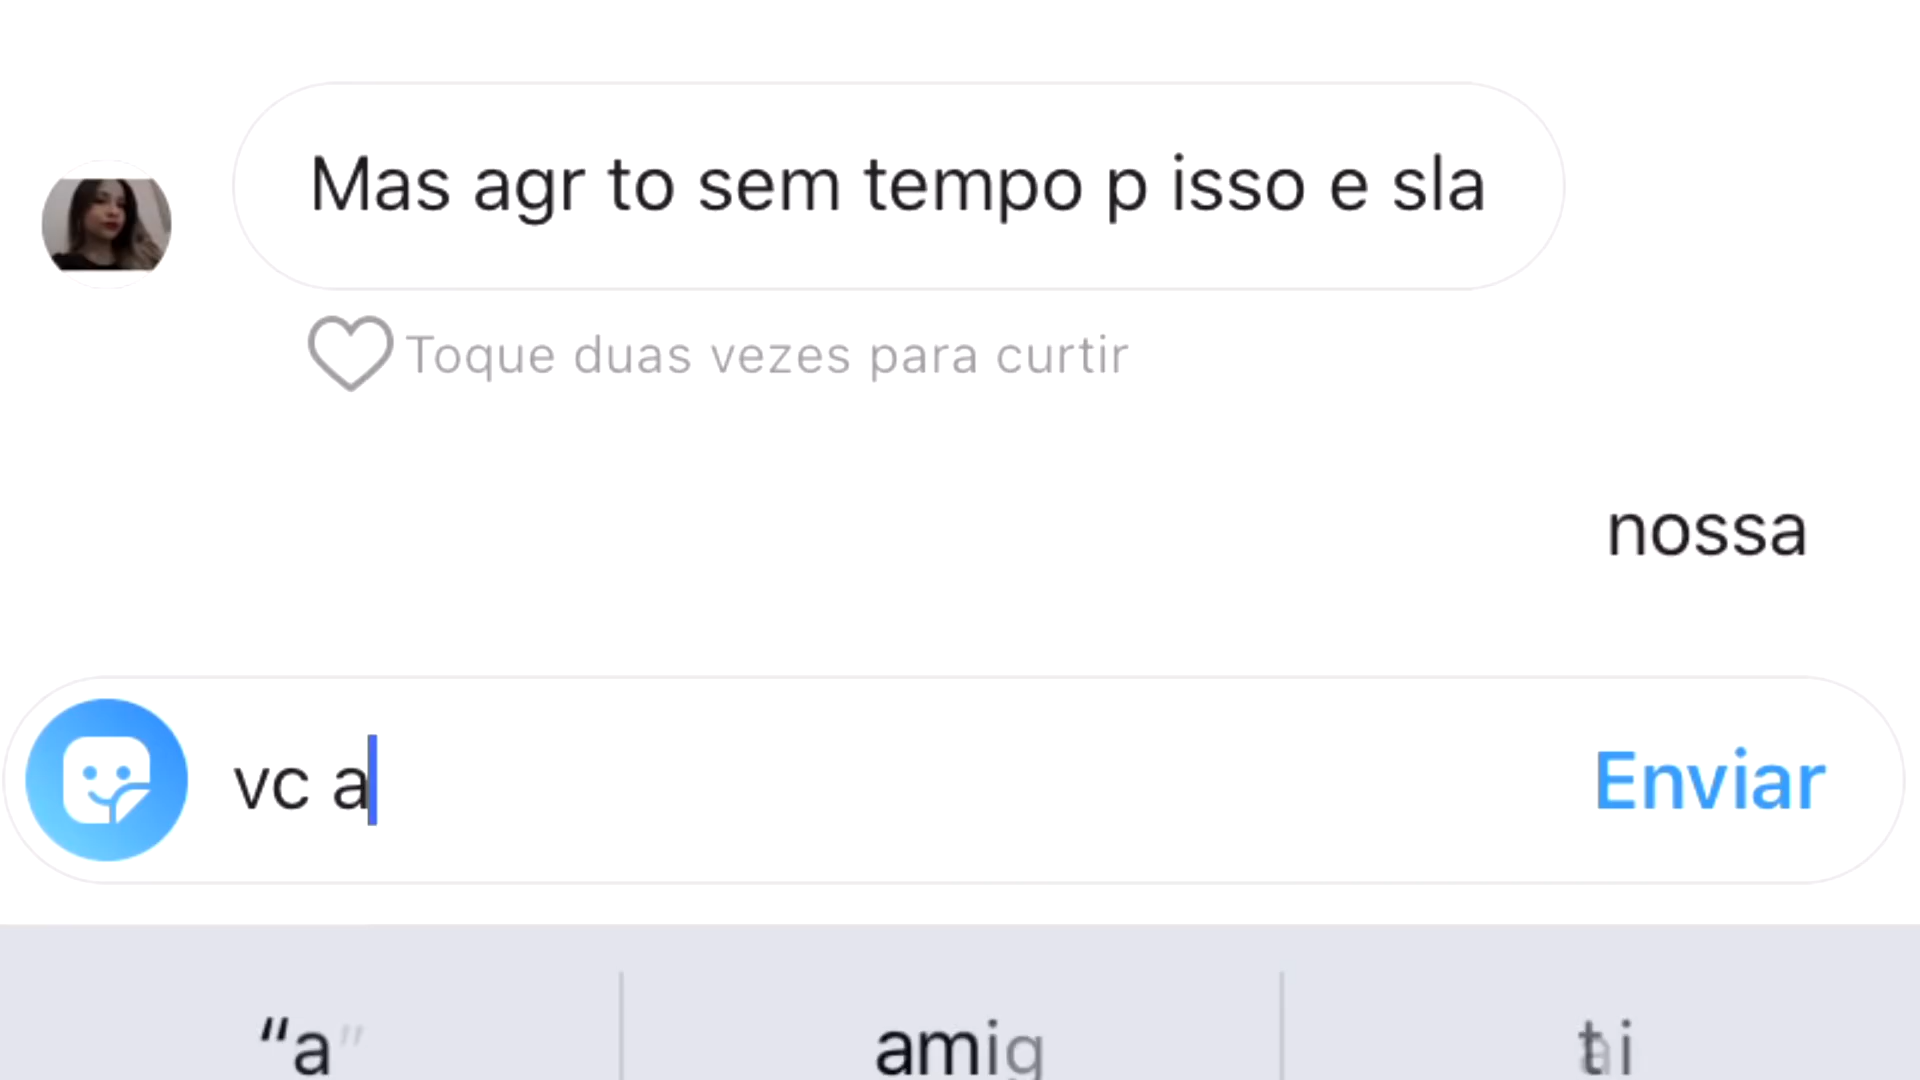 Mas agr to sem tempo p isso e sla
Toque duas vezes para curtir
nossa
vc a
Enviar
“a”
amig